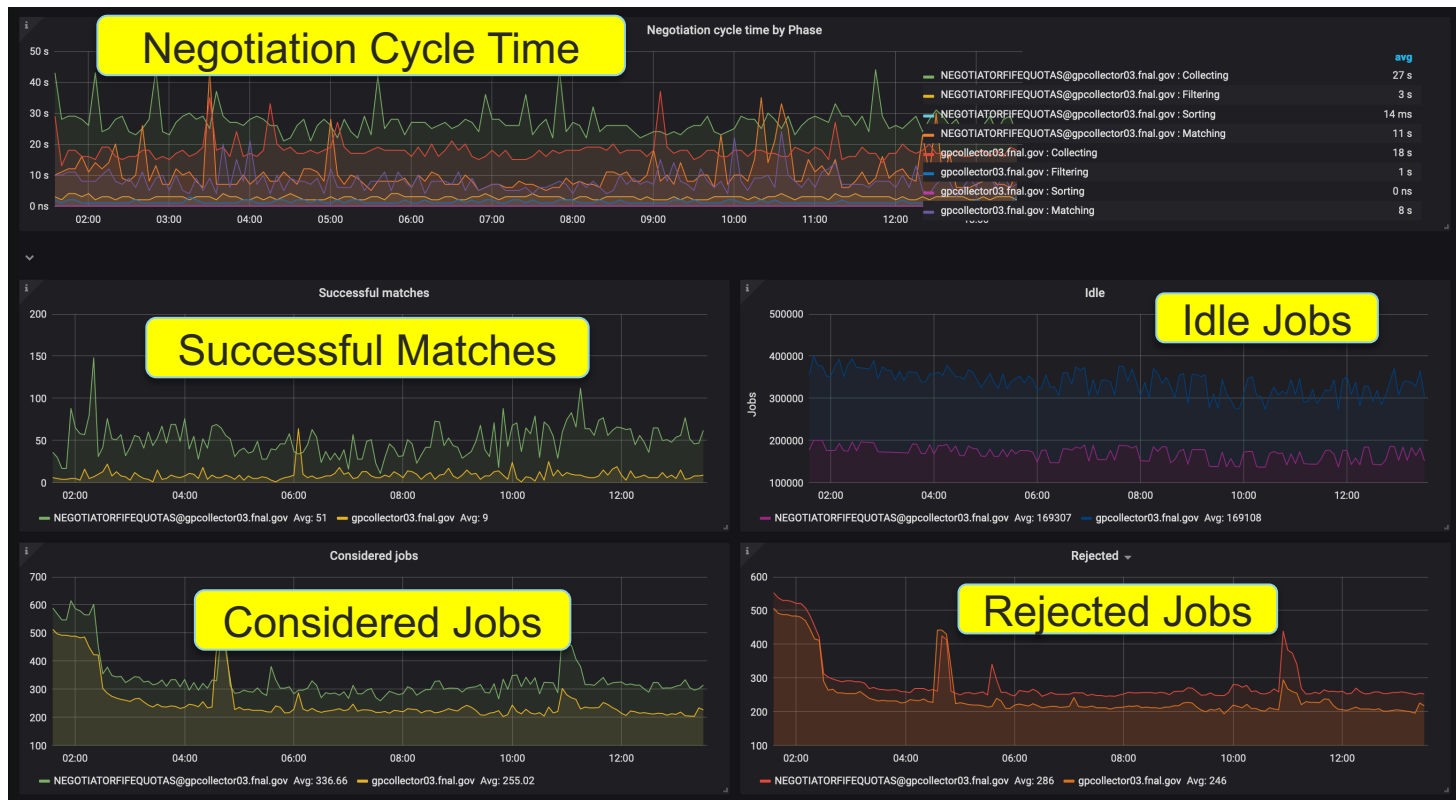 Negotiation cycle time by Phase
Negotiation Cycle Time
50 s
40 s
30 s
20 s
10 s
0 ns
02:00 03:00 04:00 05:00 06:00 07:00 08:00 09:00 10:00 11:00 12:00
avg
NEGOTIATORFIFEQUOTAS@gpcollector03.fnal.gov : Collecting 27 s
NEGOTIATORFIFEQUOTAS@gpcollector03.fnal.gov : Filtering 3 s
NEGOTIATORFIFEQUOTAS@gpcollector03.fnal.gov : Sorting 14 ms
NEGOTIATORFIFEQUOTAS@gpcollector03.fnal.gov : Matching 11 s
gpcollector03.fnal.gov : Collecting 18 s
gpcollector03.fnal.gov : Filtering 1 s
gpcollector03.fnal.gov : Sorting 0 ns
gpcollector03.fnal.gov : Matching 8 s
Successful matches
Successful Matches
200
150
100
50
0
02:00 04:00 06:00 08:00 10:00 12:00
NEGOTIATORFIFEQUOTAS@gpcollector03.fnal.gov Avg: 51 gpcollector03.fnal.gov Avg: 9
Idle
Idle Jobs
Jobs
500000
400000
300000
200000
100000
02:00 04:00 06:00 08:00 10:00 12:00
NEGOTIATORFIFEQUOTAS@gpcollector03.fnal.gov Avg: 169307 gpcollector03.fnal.gov Avg: 169108
Considered jobs
Considered Jobs
700
600
500
400
300
200
100
02:00 04:00 06:00 08:00 10:00 12:00
NEGOTIATORFIFEQUOTAS@gpcollector03.fnal.gov Avg: 336.66 gpcollector03.fnal.gov Avg: 255.02
Rejected
Rejected Jobs
600
500
400
300
200
100
02:00 04:00 06:00 08:00 10:00 12:00
NEGOTIATORFIFEQUOTAS@gpcollector03.fnal.gov Avg: 286 gpcollector03.fnal.gov Avg: 246